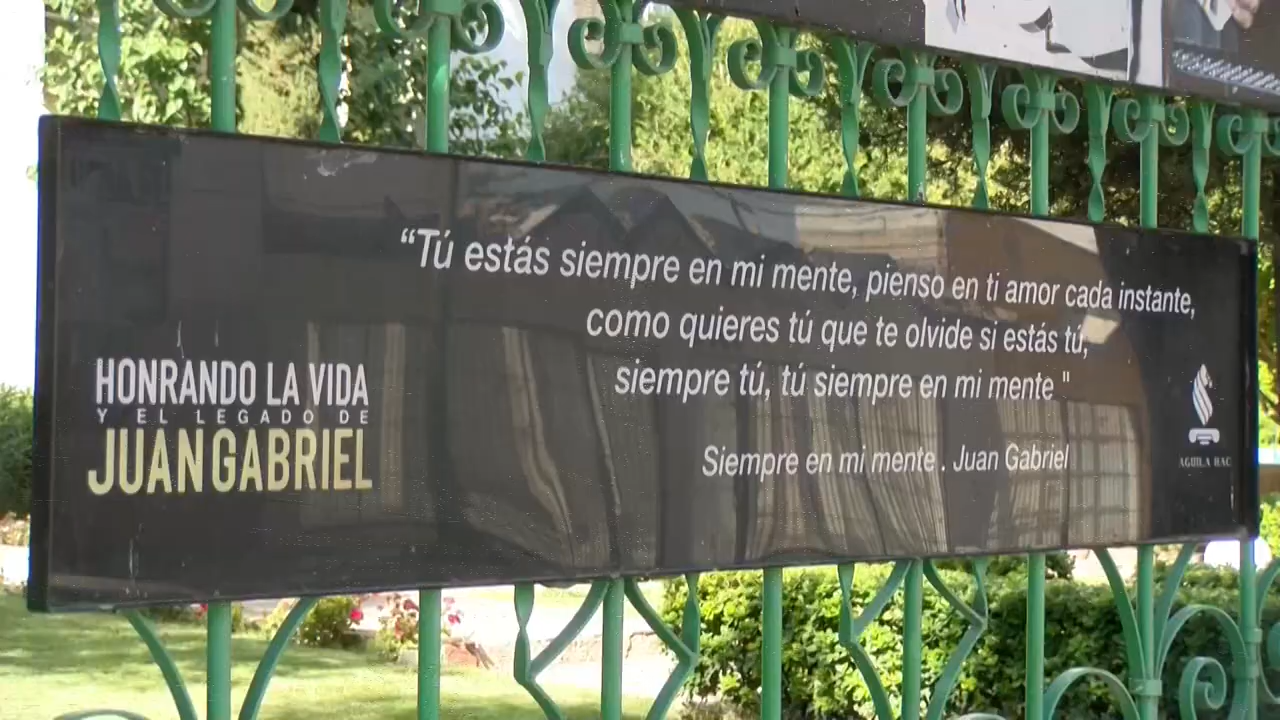 “Tú estás siempre en mi mente, pienso en ti amor cada instante,
como quieres tú que te olvide si estás tú,
siempre tú, tú siempre en mi mente "
Siempre en mi mente . Juan Gabriel
HONRANDO LA VIDA
Y EL LEGADO DE
JUAN GABRIEL
AGUILA RAC